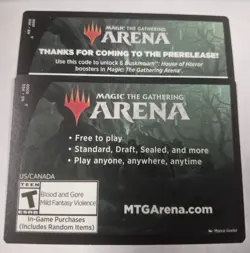 MAGIC THE GATHERING
ARENA
THANKS FOR COMING TO THE PRERELEASE!
Use this code to unlock 6 Duskmourn: House of Horror
boosters in Magic: The Gathering Arena.
MAGIC THE GATHERING
ARENA
• Free to play
• Standard, Draft, Sealed, and more
• Play anyone, anywhere, anytime
US/CANADA
TEEN
T
ESRB
Blood and Gore
Mild Fantasy Violence
In-Game Purchases
(Includes Random Items)
MTGArena.com